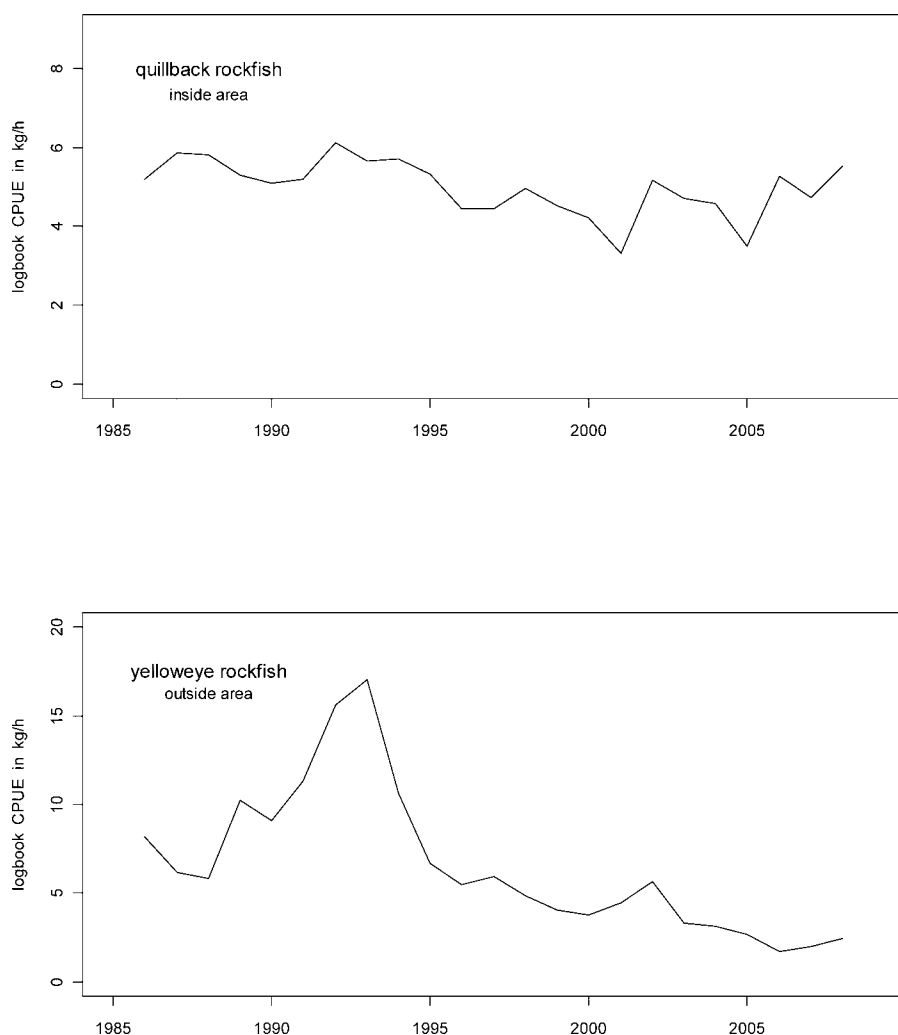 quillback rockfish
inside area
logbook CPUE in kg/h
8
6
4
2
0
1985 1990 1995 2000 2005
yelloweye rockfish
outside area
logbook CPUE in kg/h
20
15
10
5
0
1985 1990 1995 2000 2005